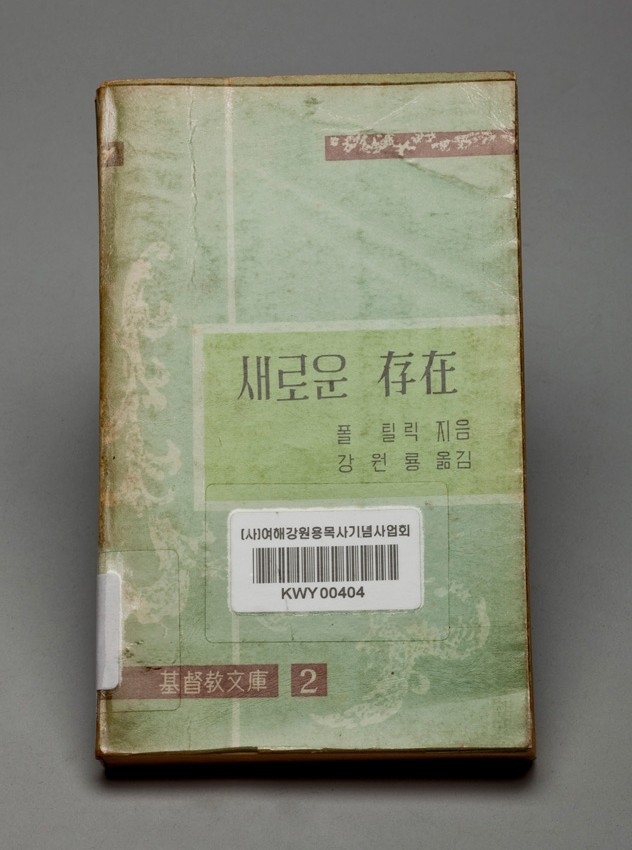 새로운 存在
폴 틸릭 지음
강원룡 옮김
(사)여해강원용목사기념사업회
KWY00404
基督敎文庫 2